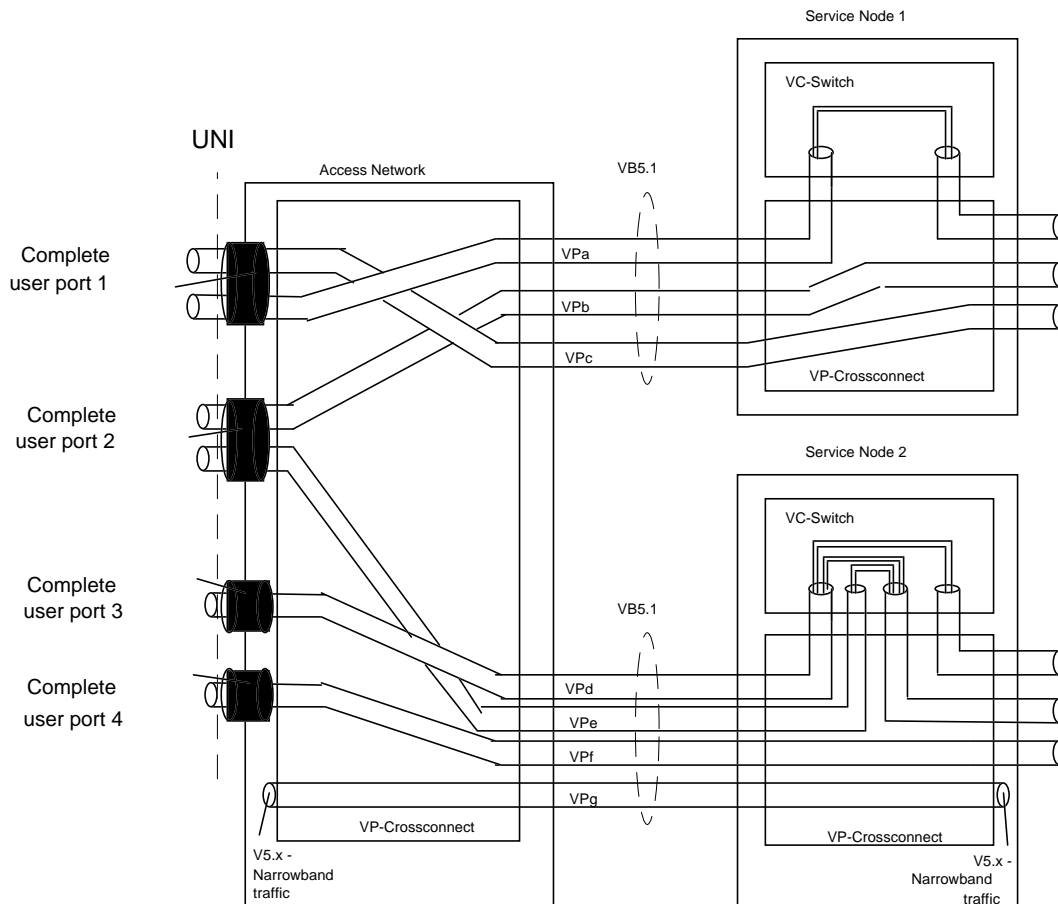 Service Node 1
VC-Switch
UNI
Access Network
VB5.1
Complete
user port 1
VPa
VPb
VPc
VP-Crossconnect
Complete
user port 2
Service Node 2
VC-Switch
Complete
user port 3
VB5.1
Complete
user port 4
VPd
VPe
VPf
VPg
VP-Crossconnect
VP-Crossconnect
V5.x -
Narrowband
traffic
V5.x -
Narrowband
traffic